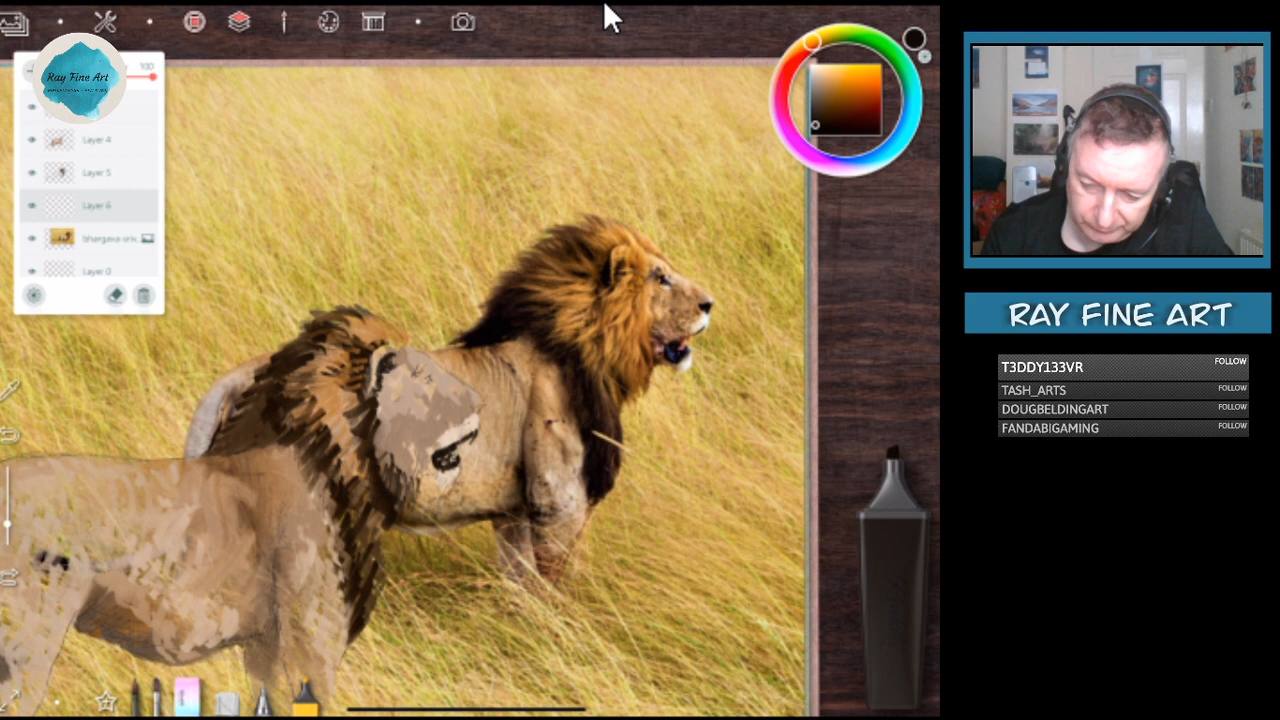 Ray Fine Art
100
Layer 4
Layer 5
Layer 6
Layer 0
RAY FINE ART
T3DDY133VR FOLLOW
TASH_ARTS FOLLOW
DOUGBELDINGART FOLLOW
FANDABIGAMING FOLLOW